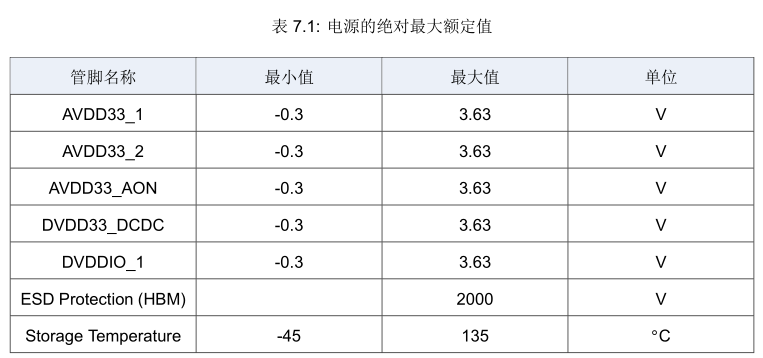 表 7.1: 电源的绝对最大额定值
管脚名称 最小值 最大值 单位
AVDD33_1 -0.3 3.63 V
AVDD33_2 -0.3 3.63 V
AVDD33_AON -0.3 3.63 V
DVDD33_DCDC -0.3 3.63 V
DVDDIO_1 -0.3 3.63 V
ESD Protection (HBM) 2000 V
Storage Temperature -45 135 °C